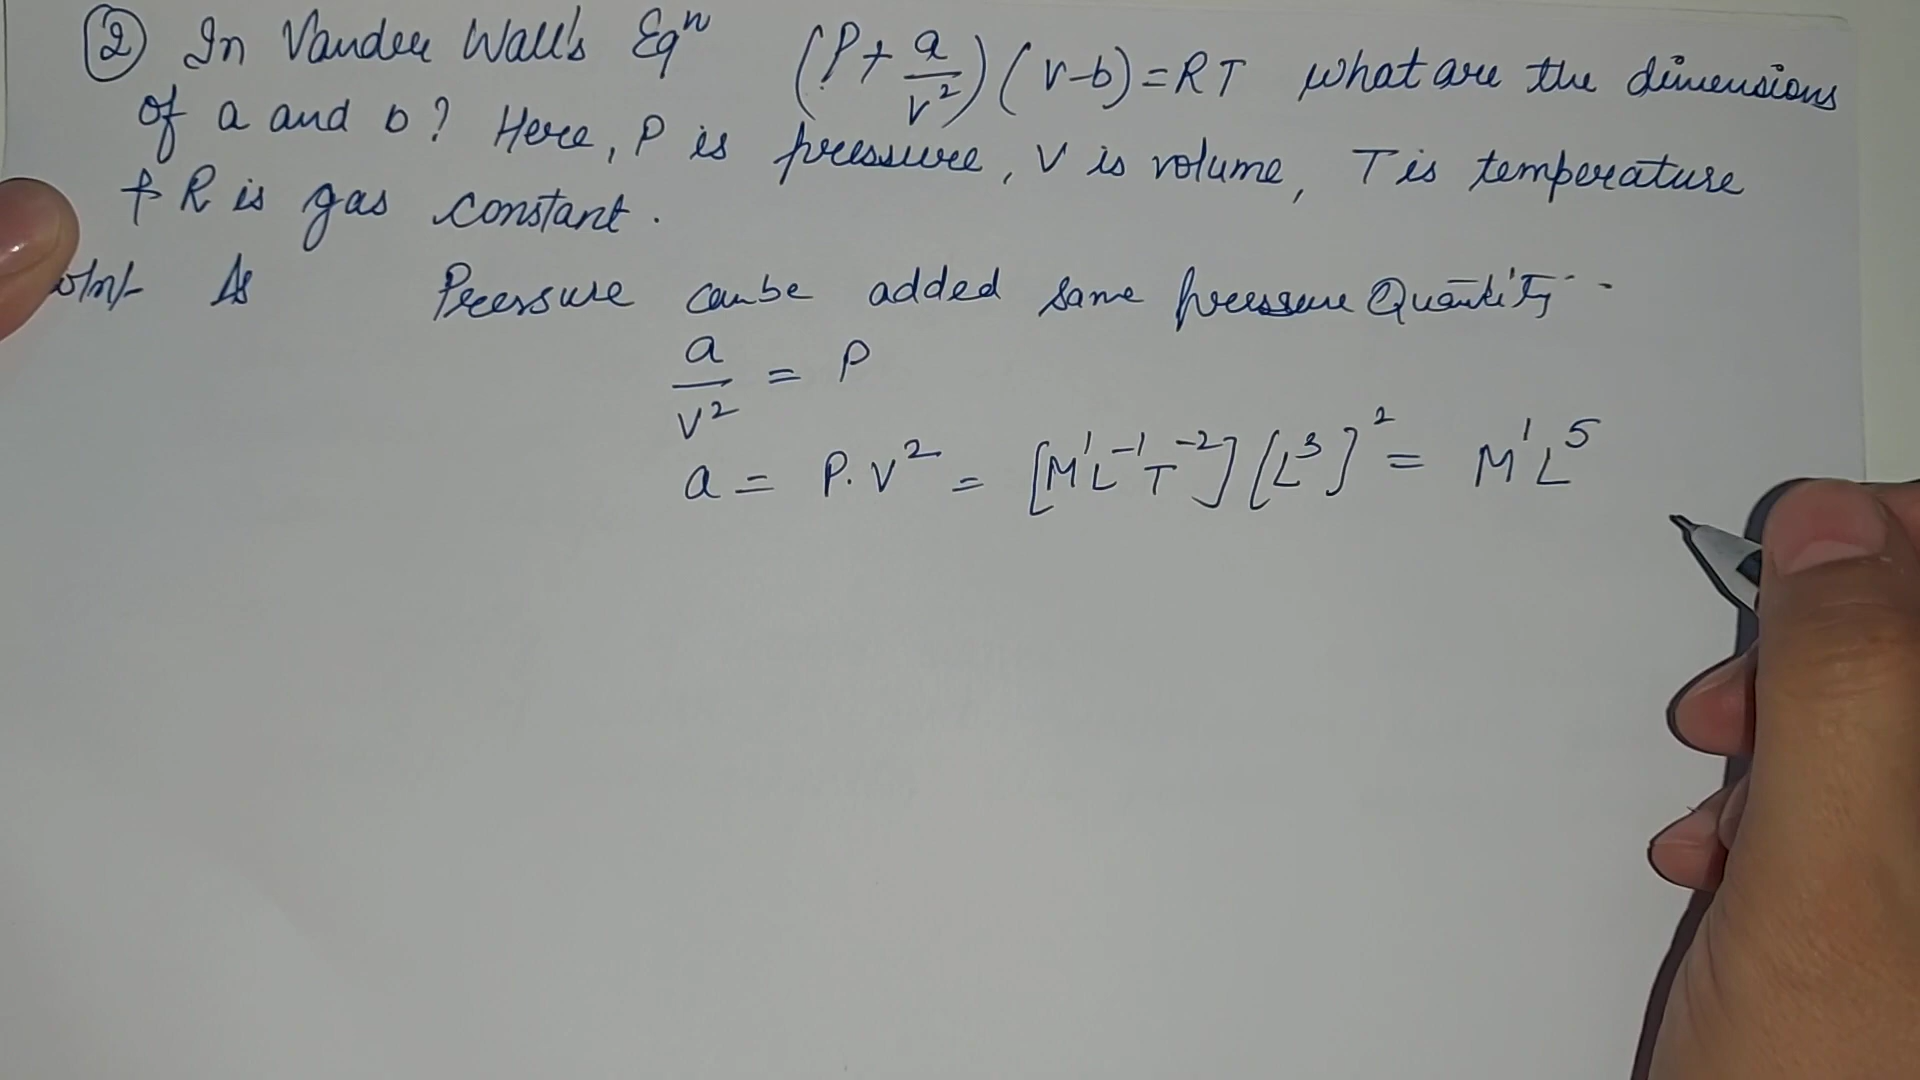 ② In Vander Wall's Eqⁿ (P + a/v²)(v-b) = RT what are the dimensions
of a and b? Here, P is pressure, V is volume, T is temperature
+ R is gas constant.
As Pressure can be added same pressure Quantity.
a/v² = P
a = P.V² = [M¹L⁻¹T⁻²][L³]² = M¹L⁵